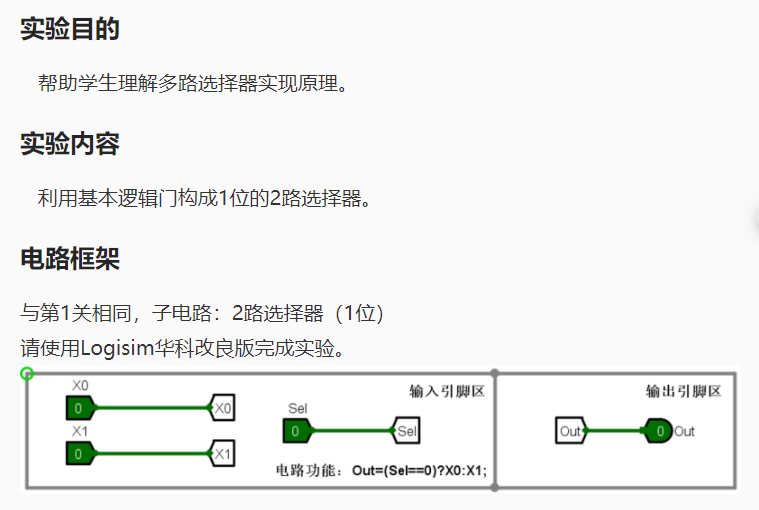 实验目的
帮助学生理解多路选择器实现原理。
实验内容
利用基本逻辑门构成1位的2路选择器。
电路框架
与第1关相同，子电路：2路选择器（1位）
请使用Logisim华科改良版完成实验。
X0
0 X0
X1
0 X1
Sel
0 Sel
输入引脚区
电路功能：Out=(Sel==0)?X0:X1;
输出引脚区
Out 0 Out